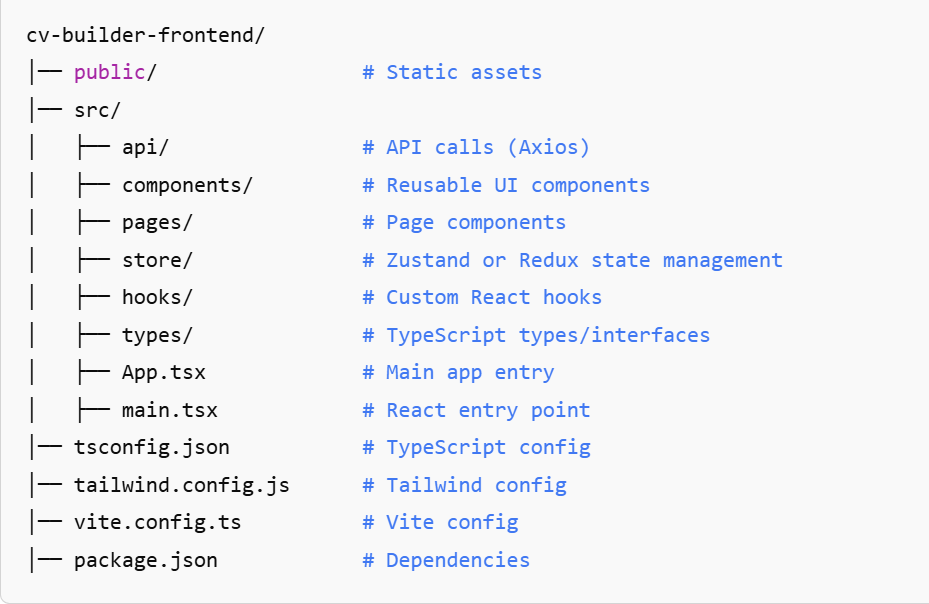 cv-builder-frontend/
│── public/                 # Static assets
│── src/
│   ├── api/                # API calls (Axios)
│   ├── components/         # Reusable UI components
│   ├── pages/              # Page components
│   ├── store/              # Zustand or Redux state management
│   ├── hooks/              # Custom React hooks
│   ├── types/              # TypeScript types/interfaces
│   ├── App.tsx             # Main app entry
│   ├── main.tsx            # React entry point
│── tsconfig.json           # TypeScript config
│── tailwind.config.js      # Tailwind config
│── vite.config.ts          # Vite config
│── package.json            # Dependencies